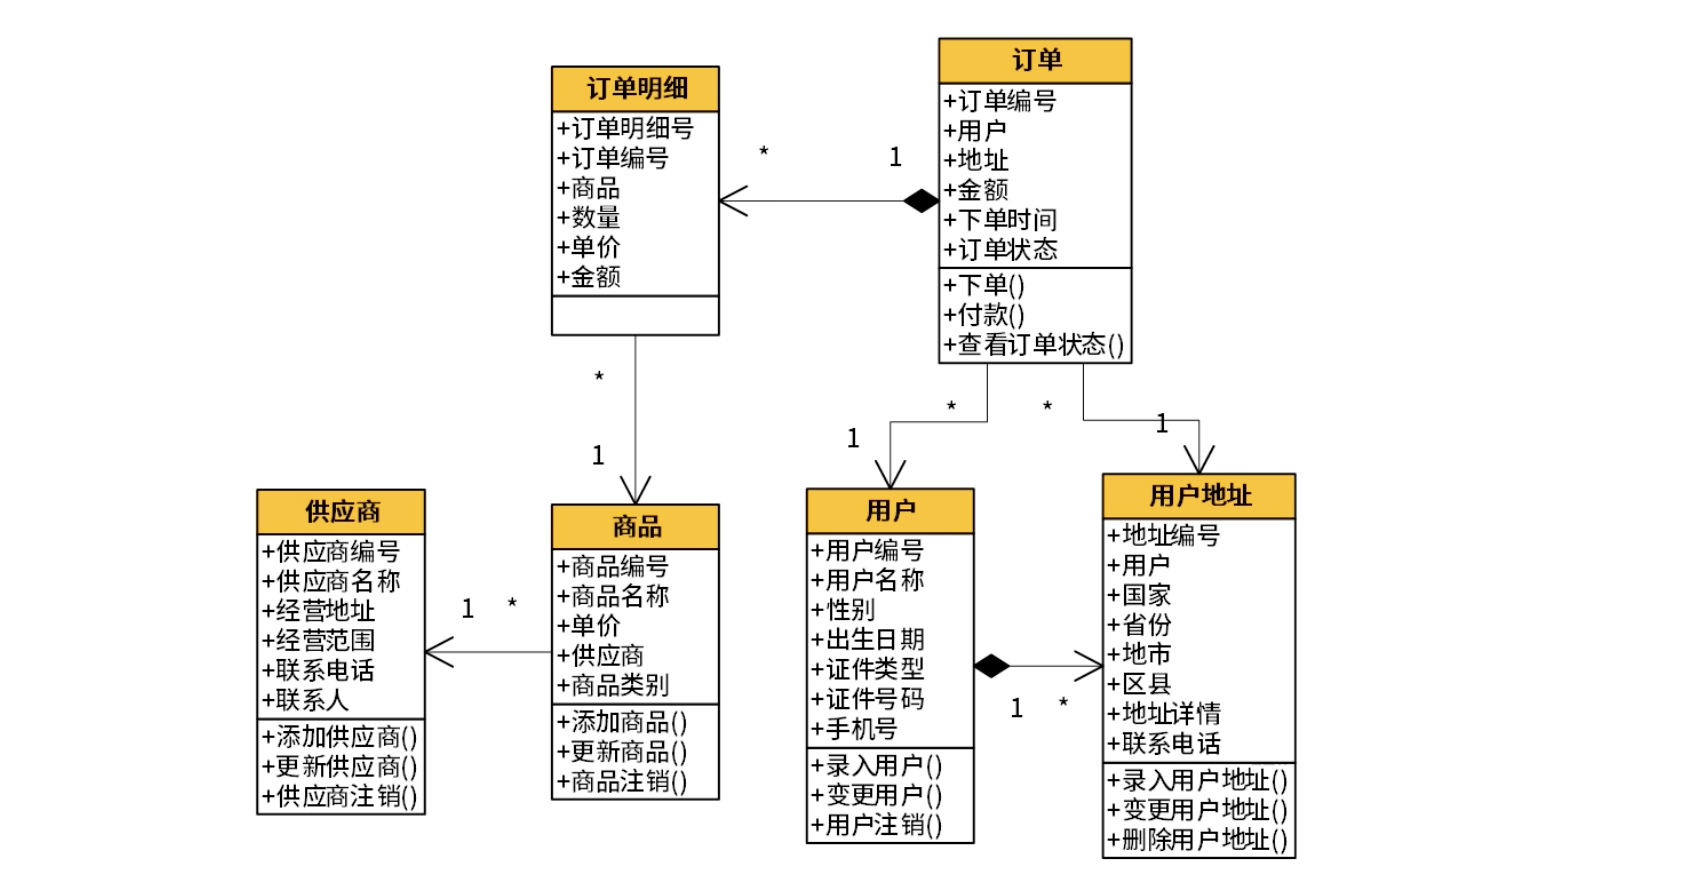 订单明细
+订单明细号
+订单编号
+商品
+数量
+单价
+金额
*
1
订单
+订单编号
+用户
+地址
+金额
+下单时间
+订单状态
+下单()
+付款()
+查看订单状态()
*
1
*
1
*
1
供应商
+供应商编号
+供应商名称
+经营地址
+经营范围
+联系电话
+联系人
+添加供应商()
+更新供应商()
+供应商注销()
1
*
商品
+商品编号
+商品名称
+单价
+供应商
+商品类别
+添加商品()
+更新商品()
+商品注销()
用户
+用户编号
+用户名称
+性别
+出生日期
+证件类型
+证件号码
+手机号
+录入用户()
+变更用户()
+用户注销()
1
*
用户地址
+地址编号
+用户
+国家
+省份
+地市
+区县
+地址详情
+联系电话
+录入用户地址()
+变更用户地址()
+删除用户地址()